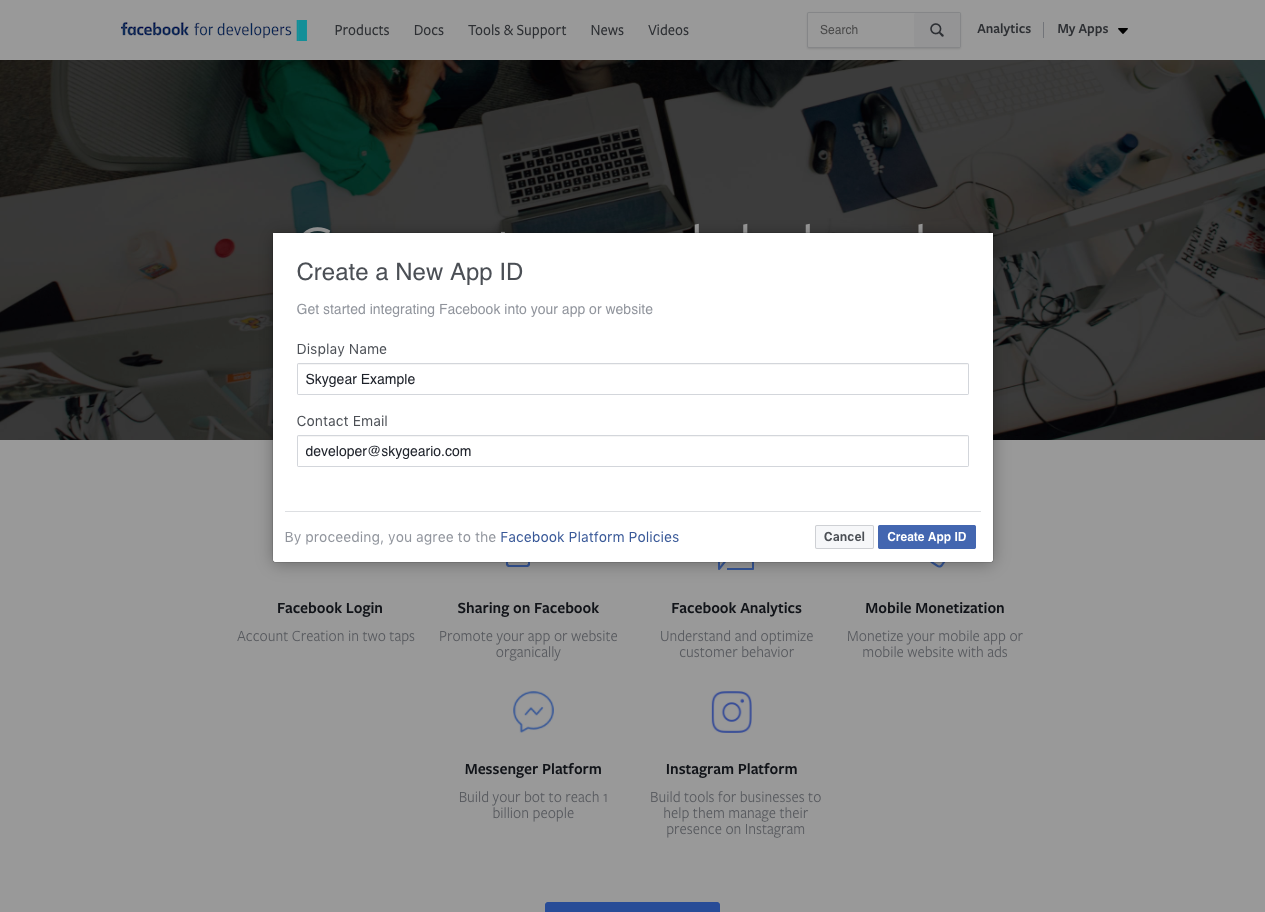 facebook for developers
Products
Docs
Tools & Support
News
Videos
Search
Analytics
My Apps
facebook
Harvard
Business
Review
Create a New App ID
Get started integrating Facebook into your app or website
Display Name
Skygear Example
Contact Email
developer@skygeario.com
By proceeding, you agree to the Facebook Platform Policies
Cancel
Create App ID
Facebook Login
Account Creation in two taps
Sharing on Facebook
Promote your app or website
organically
Facebook Analytics
Understand and optimize
customer behavior
Mobile Monetization
Monetize your mobile app or
mobile website with ads
Messenger Platform
Build your bot to reach 1
billion people
Instagram Platform
Build tools for businesses to
help them manage their
presence on Instagram